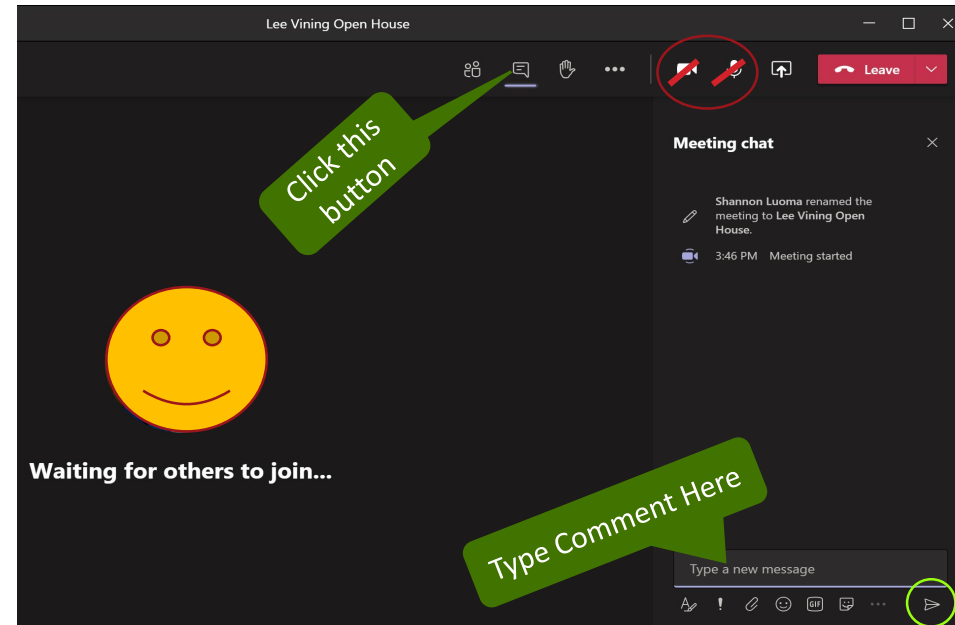 Lee Vining Open House
Leave
Click this
button
Meeting chat
Shannon Luoma renamed the
meeting to Lee Vining Open
House.
3:46 PM Meeting started
Waiting for others to join...
Type Comment Here
Type a new message
GIF